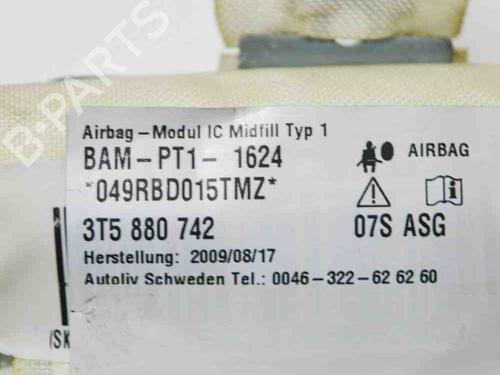 B-PARTS
Airbag-Modul IC Midfill Typ 1
BAM-PT1- 1624
AIRBAG
*049RBD015TMZ*
3T5 880 742
07S ASG
Herstellung: 2009/08/17
Autoliv Schweden Tel.: 0046-322-62 62 60
(SK